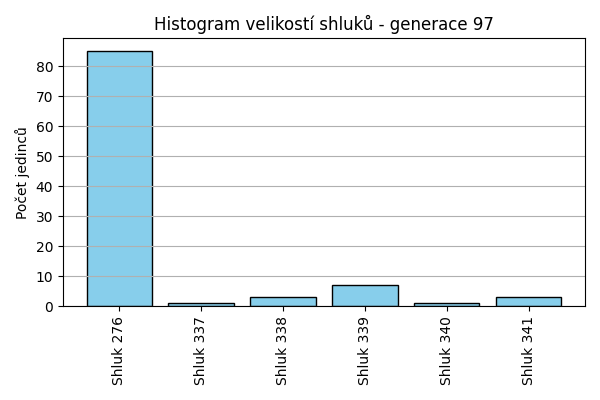 Histogram velikostí shluků - generace 97
Počet jedinců
80
70
60
50
40
30
20
10
0
Shluk 276
Shluk 337
Shluk 338
Shluk 339
Shluk 340
Shluk 341